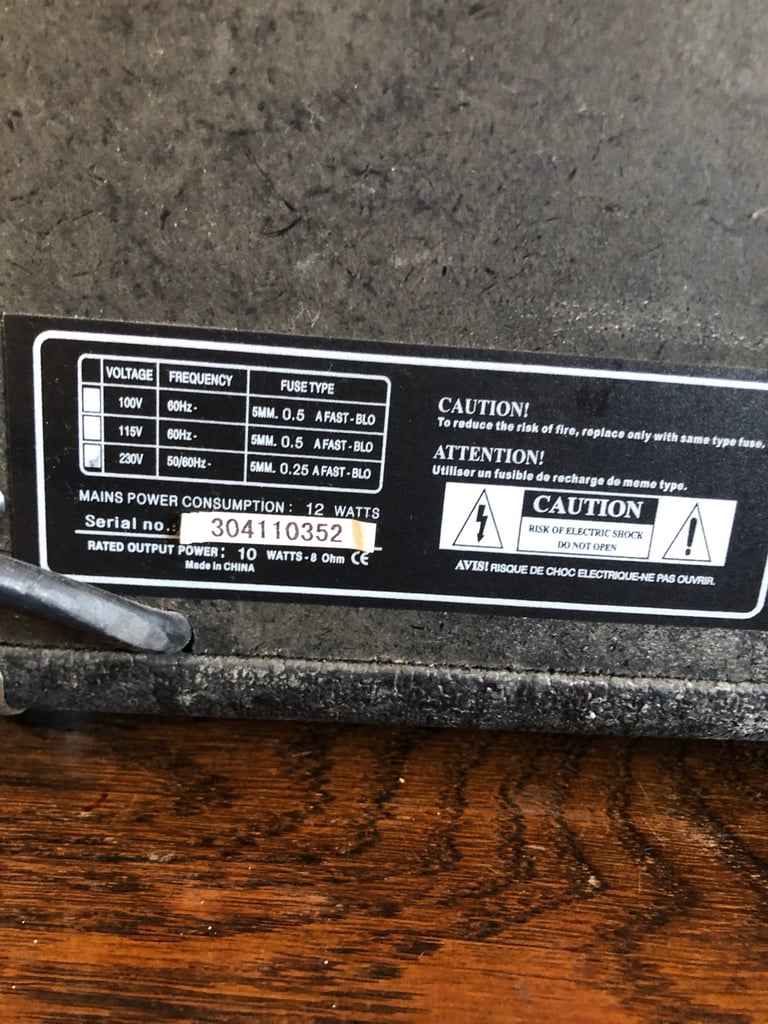 VOLTAGE FREQUENCY FUSE TYPE
100V 60Hz- 5MM. 0.5 A FAST-BLO
115V 60Hz- 5MM. 0.5 A FAST-BLO
230V 50/60Hz- 5MM. 0.25 A FAST-BLO
MAINS POWER CONSUMPTION: 12 WATTS
Serial no.: 304110352
RATED OUTPUT POWER: 10 WATTS-8 Ohm CE
Made in CHINA
CAUTION!
To reduce the risk of fire, replace only with same type fuse.
ATTENTION!
Utiliser un fusible de recharge de meme type.
CAUTION
RISK OF ELECTRIC SHOCK
DO NOT OPEN
AVIS! RISQUE DE CHOC ELECTRIQUE-NE PAS OUVRIR.